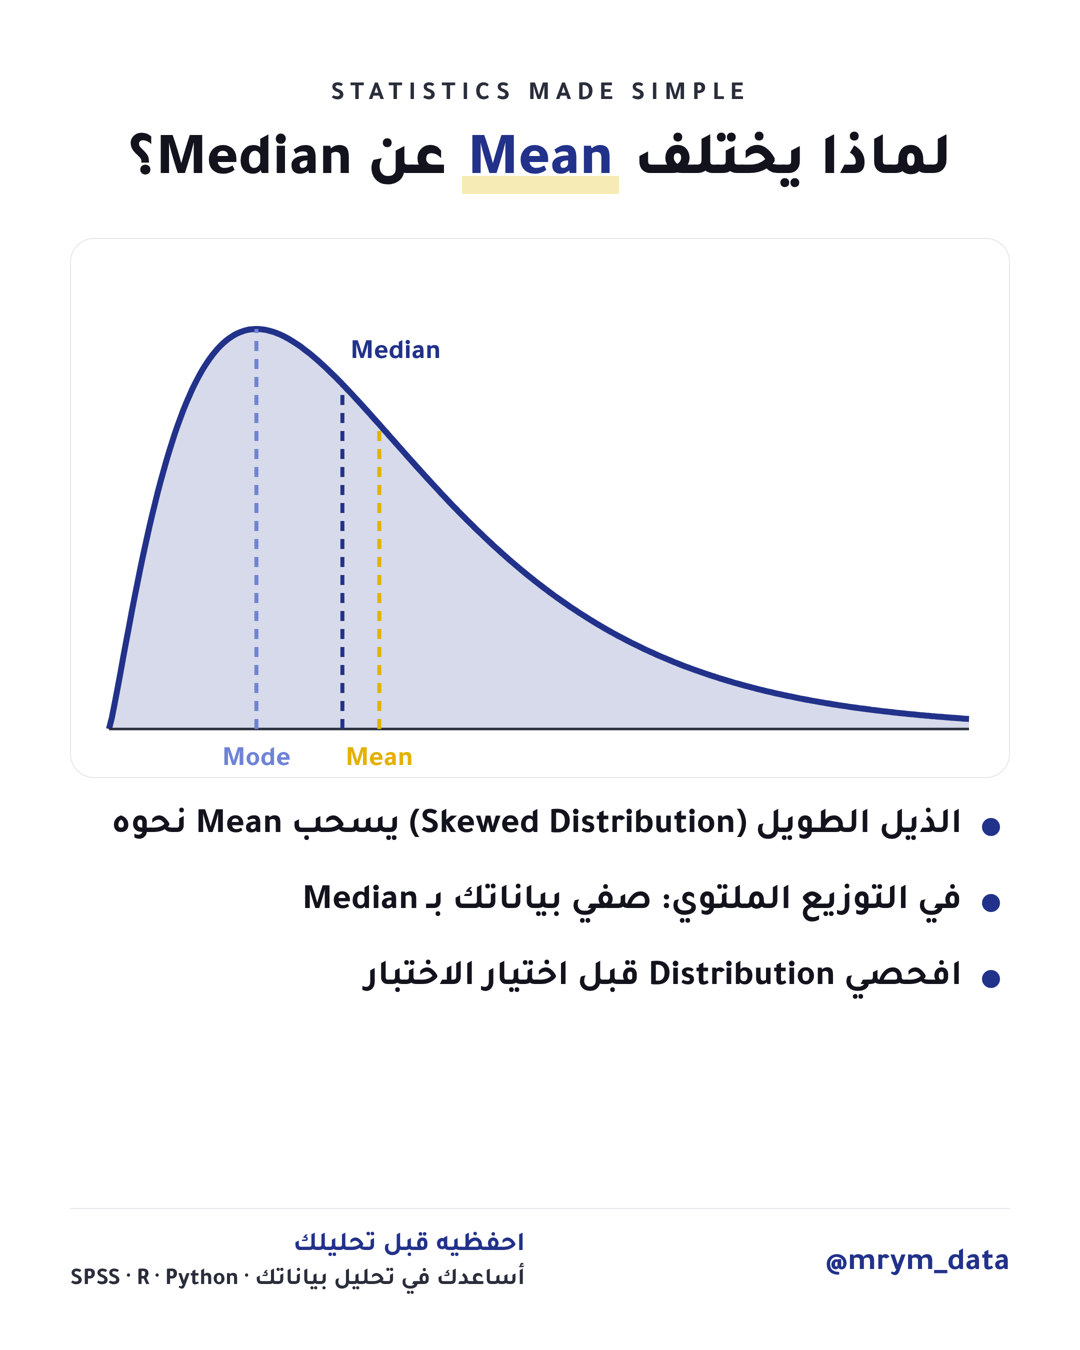 STATISTICS MADE SIMPLE
لماذا يختلف Mean عن Median؟
Median
Mode
Mean
الذيل الطويل (Skewed Distribution) يسحب Mean نحوه
في التوزيع الملتوي: صفي بياناتك بـ Median
افحصي Distribution قبل اختيار الاختبار
@mrym_data
احفظيه قبل تحليلك
أساعدك في تحليل بياناتك · SPSS · R · Python